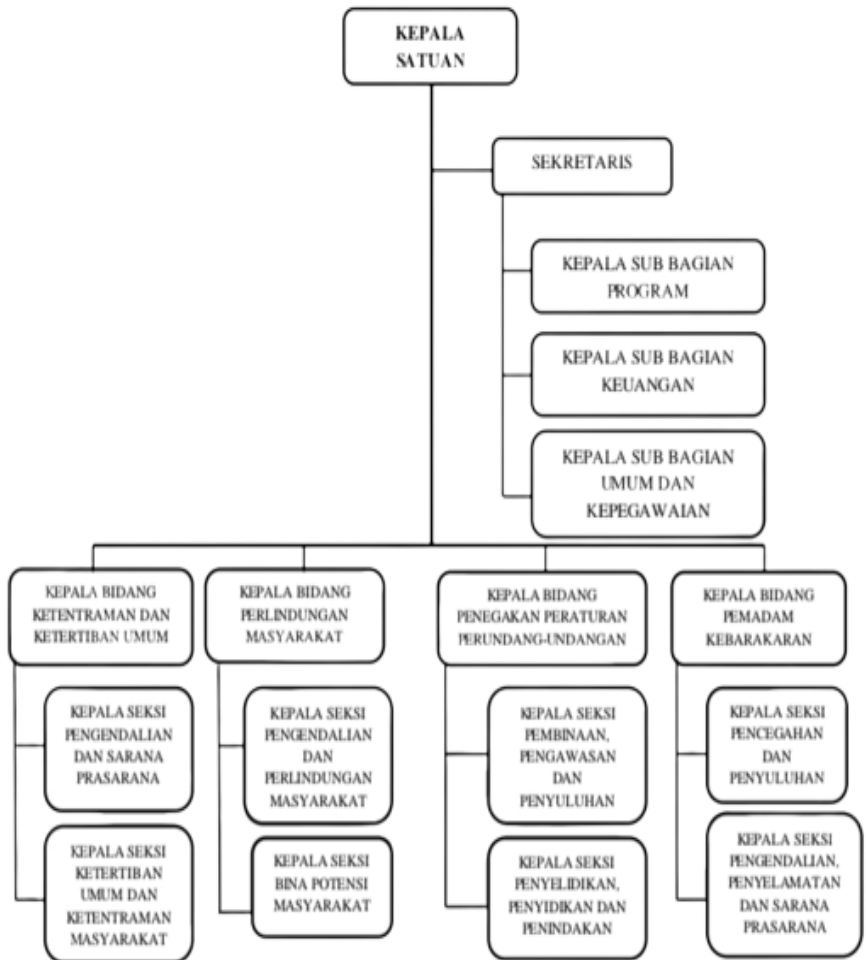 KEPALA
SATUAN
SEKRETARIS
KEPALA SUB BAGIAN
PROGRAM
KEPALA SUB BAGIAN
KEUANGAN
KEPALA SUB BAGIAN
UMUM DAN
KEPEGAWAIAN
KEPALA BIDANG
KETENTRAMAN DAN
KETERTIBAN UMUM
KEPALA SEKSI
PENGENDALIAN
DAN SARANA
PRASARANA
KEPALA SEKSI
KETERTIBAN
UMUM DAN
KETENTRAMAN
MASYARAKAT
KEPALA BIDANG
PERLINDUNGAN
MASYARAKAT
KEPALA SEKSI
PENGENDALIAN
DAN
PERLINDUNGAN
MASYARAKAT
KEPALA SEKSI
BINA POTENSI
MASYARAKAT
KEPALA BIDANG
PENEGAKAN PERATURAN
PERUNDANG-UNDANGAN
KEPALA SEKSI
PEMBINAAN,
PENGAWASAN
DAN
PENYULUHAN
KEPALA SEKSI
PENYELIDIKAN,
PENYIDIKAN DAN
PENINDAKAN
KEPALA BIDANG
PEMADAM
KEBARAKARAN
KEPALA SEKSI
PENCEGAHAN
DAN
PENYULUHAN
KEPALA SEKSI
PENGENDALIAN,
PENYELAMATAN
DAN SARANA
PRASARANA